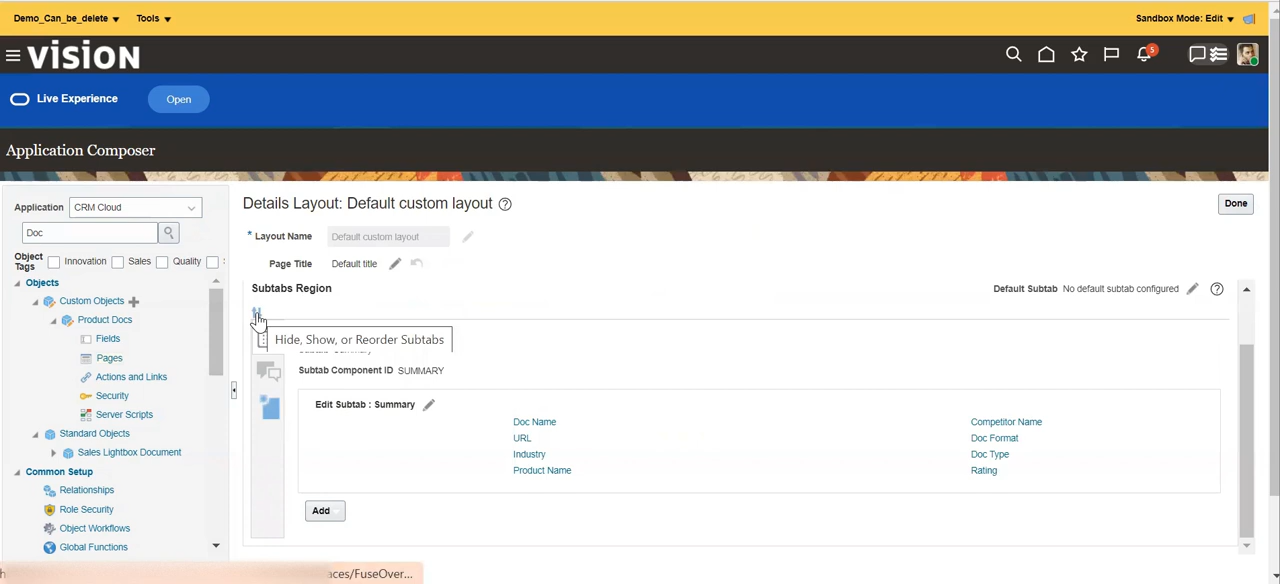 Demo_Can_be_delete
Tools
Sandbox Mode: Edit
VISION
5
Live Experience
Open
Application Composer
Application
CRM Cloud
Doc
Object Tags
Innovation
Sales
Quality
Objects
Custom Objects
Product Docs
Fields
Pages
Actions and Links
Security
Server Scripts
Standard Objects
Sales Lightbox Document
Common Setup
Relationships
Role Security
Object Workflows
Global Functions
Details Layout: Default custom layout
Done
* Layout Name Default custom layout
Page Title Default title
Subtabs Region
Default Subtab No default subtab configured
Hide, Show, or Reorder Subtabs
Subtab Component ID SUMMARY
Edit Subtab : Summary
Doc Name
URL
Industry
Product Name
Competitor Name
Doc Format
Doc Type
Rating
Add
aces/FuseOver...